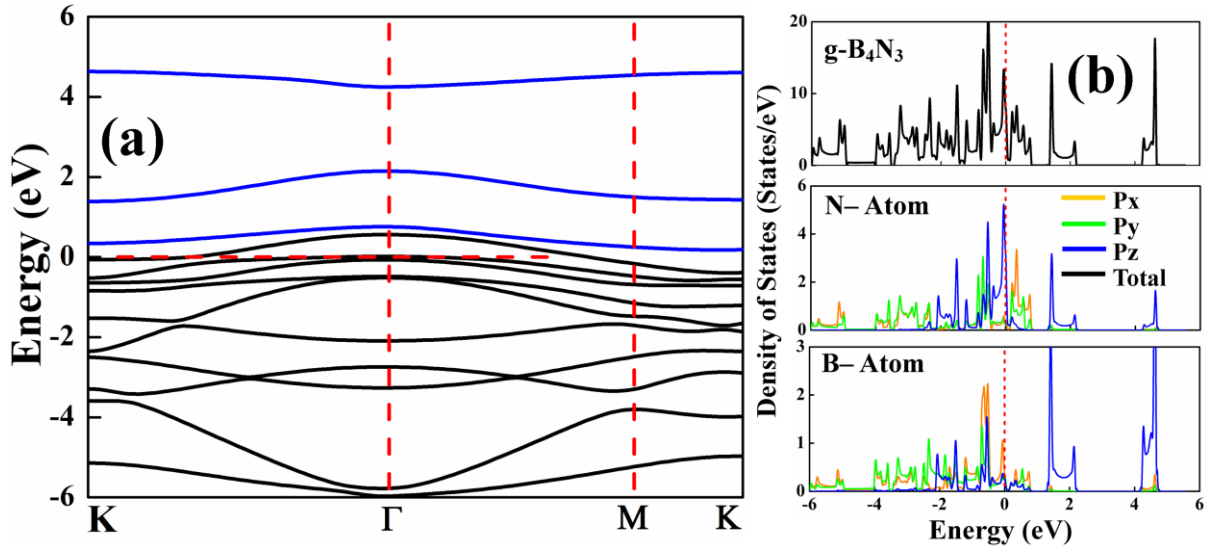 6
4
2
0
-2
-4
-6
Energy (eV)
(a)
K
Γ
M
K
20
10
0
g-B₄N₃
(b)
Density of States (States/eV)
6
4
2
0
N– Atom
Px
Py
Pz
Total
3
2
1
0
B– Atom
-6
-4
-2
0
2
4
6
Energy (eV)